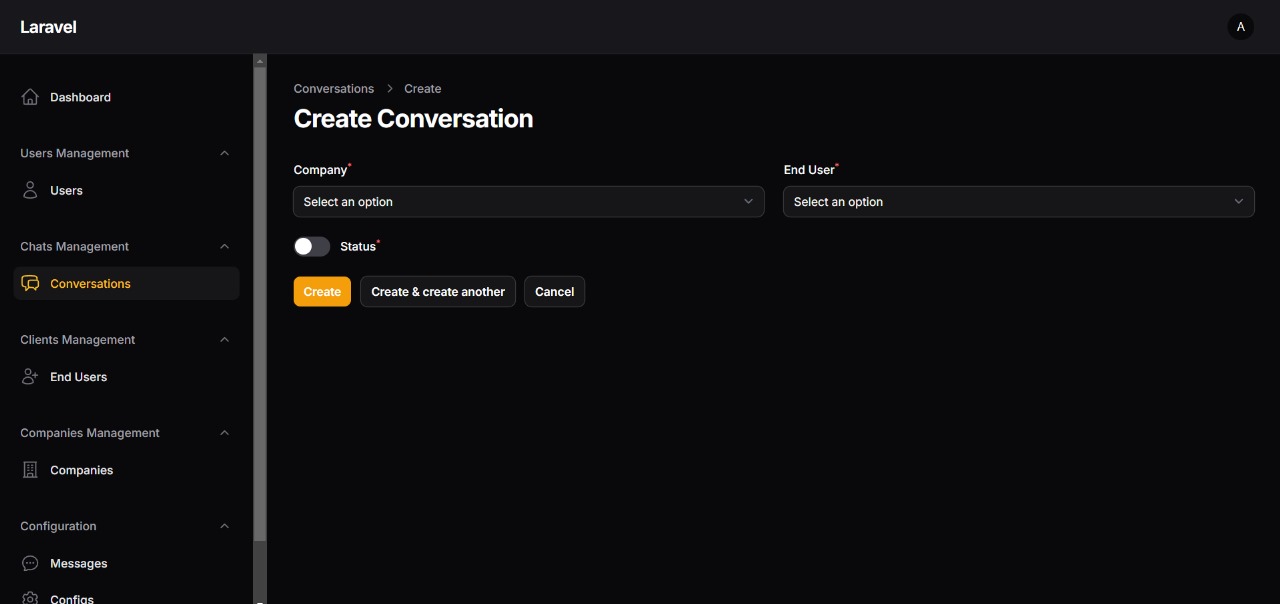 Laravel
A
Dashboard
Users Management
Users
Chats Management
Conversations
Clients Management
End Users
Companies Management
Companies
Configuration
Messages
Configs
Conversations > Create
Create Conversation
Company*
End User*
Select an option
Select an option
Status*
Create
Create & create another
Cancel